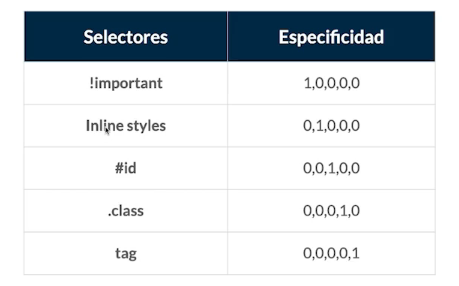 Selectores Especificidad
!important 1,0,0,0,0
Inline styles 0,1,0,0,0
#id 0,0,1,0,0
.class 0,0,0,1,0
tag 0,0,0,0,1